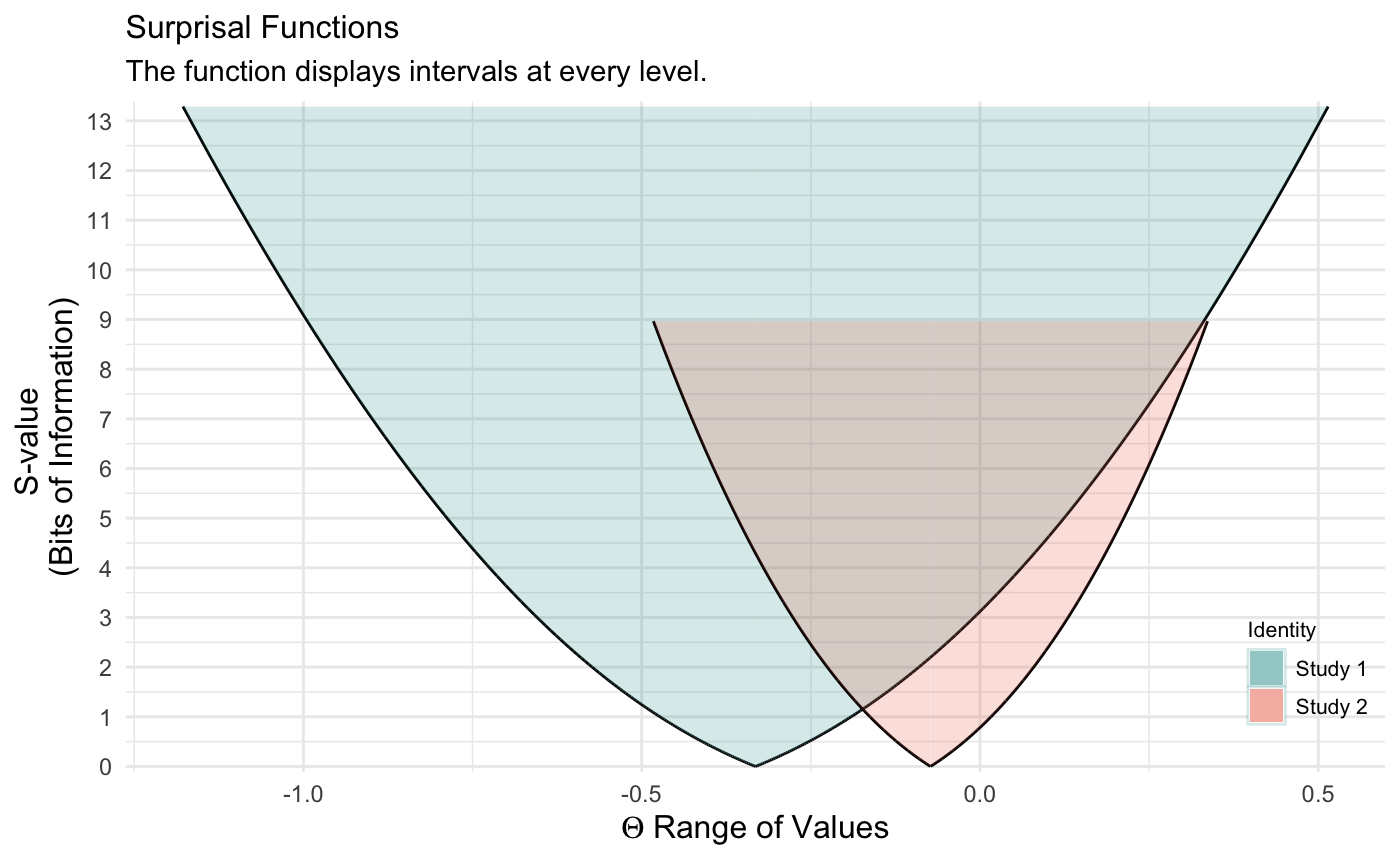 Surprisal Functions
The function displays intervals at every level.
S-value
(Bits of Information)
13
12
11
10
9
8
7
6
5
4
3
2
1
0
-1.0
-0.5
0.0
0.5
Θ Range of Values
Identity
Study 1
Study 2